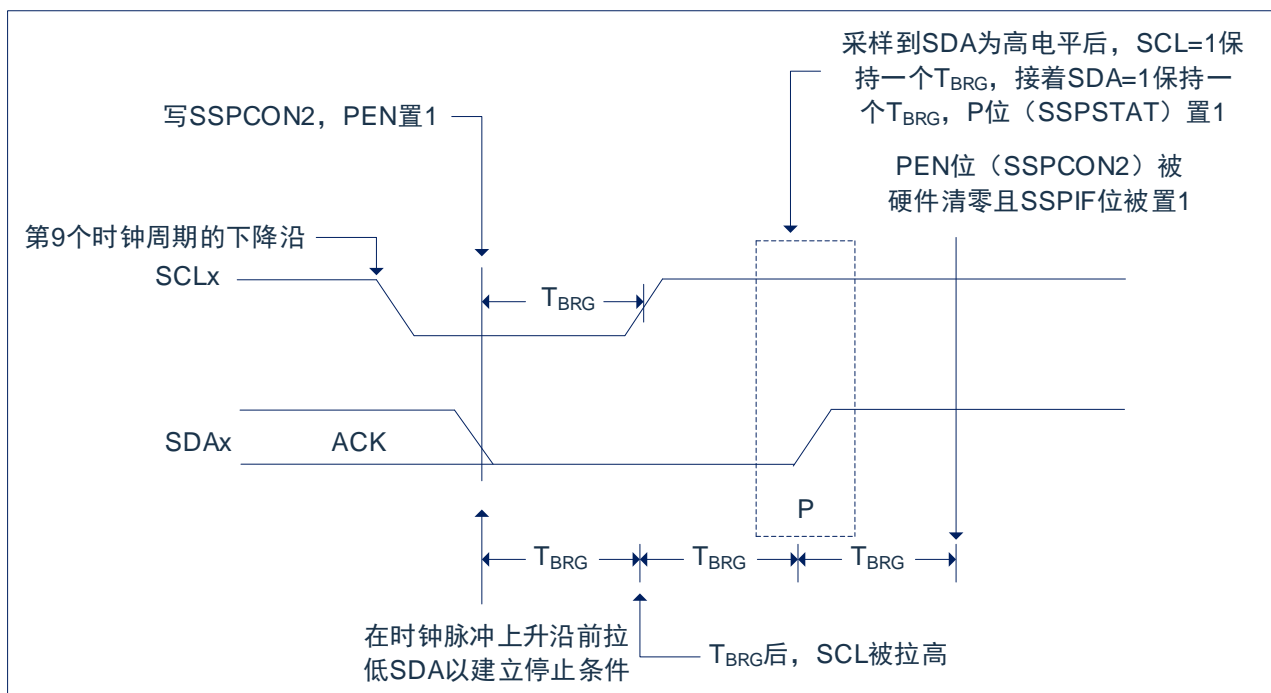 采样到SDA为高电平后，SCL=1保
持一个TBRG，接着SDA=1保持一
个TBRG，P位（SSPSTAT）置1
写SSPCON2，PEN置1
PEN位（SSPCON2）被
硬件清零且SSPIF位被置1
第9个时钟周期的下降沿
SCLx
TBRG
SDAx
ACK
P
TBRG
TBRG
TBRG
在时钟脉冲上升沿前拉
低SDA以建立停止条件
TBRG后，SCL被拉高